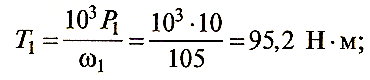 T₁ = 10³P₁/ω₁ = 10³·10/105 = 95,2 Н·м;